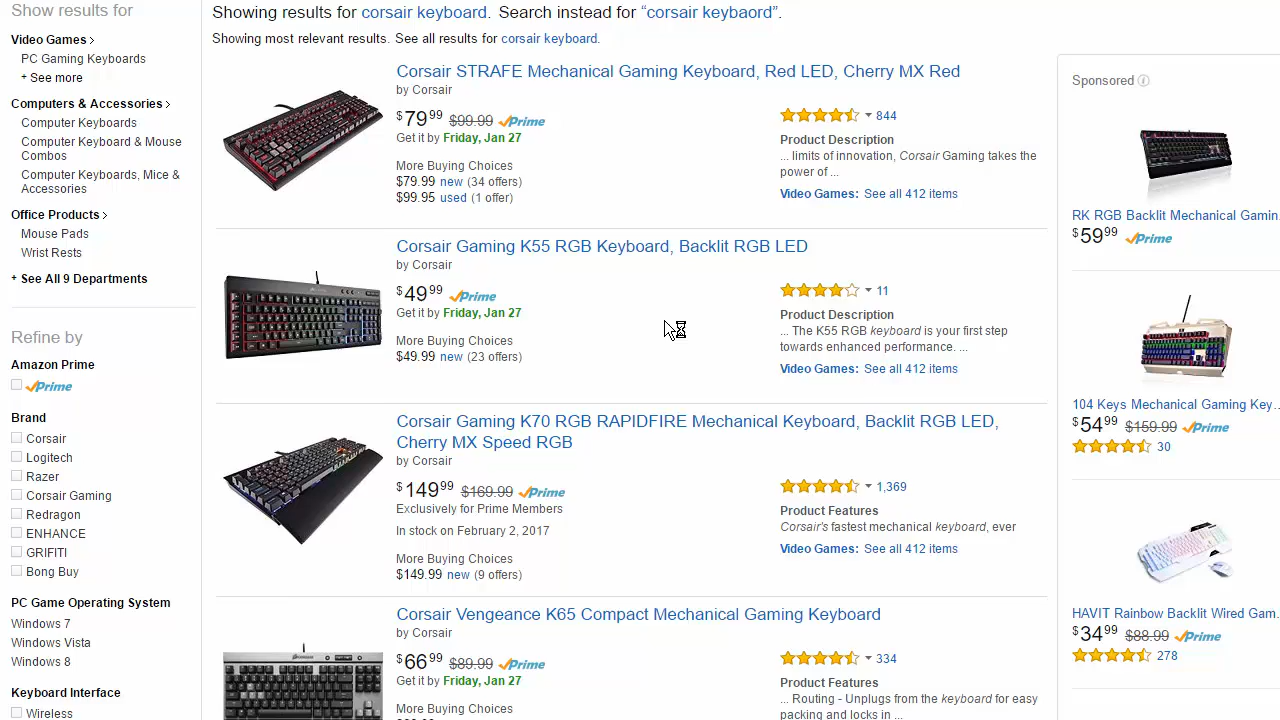 Show results for
Video Games
PC Gaming Keyboards
+ See more
Computers & Accessories
Computer Keyboards
Computer Keyboard & Mouse
Combos
Computer Keyboards, Mice &
Accessories
Office Products
Mouse Pads
Wrist Rests
+ See All 9 Departments
Refine by
Amazon Prime
Prime
Brand
Corsair
Logitech
Razer
Corsair Gaming
Redragon
ENHANCE
GRIFITI
Bong Buy
PC Game Operating System
Windows 7
Windows Vista
Windows 8
Keyboard Interface
Wireless
Showing results for corsair keyboard. Search instead for “corsair keybaord”.
Showing most relevant results. See all results for corsair keyboard.
Corsair STRAFE Mechanical Gaming Keyboard, Red LED, Cherry MX Red
by Corsair
$79.99 $99.99 Prime
Get it by Friday, Jan 27
More Buying Choices
$79.99 new (34 offers)
$99.95 used (1 offer)
844
Product Description
... limits of innovation, Corsair Gaming takes the
power of ...
Video Games: See all 412 items
Corsair Gaming K55 RGB Keyboard, Backlit RGB LED
by Corsair
$49.99 Prime
Get it by Friday, Jan 27
More Buying Choices
$49.99 new (23 offers)
11
Product Description
... The K55 RGB keyboard is your first step
towards enhanced performance. ...
Video Games: See all 412 items
Corsair Gaming K70 RGB RAPIDFIRE Mechanical Keyboard, Backlit RGB LED,
Cherry MX Speed RGB
by Corsair
$149.99 $169.99 Prime
Exclusively for Prime Members
In stock on February 2, 2017
More Buying Choices
$149.99 new (9 offers)
1,369
Product Features
Corsair's fastest mechanical keyboard, ever
Video Games: See all 412 items
Corsair Vengeance K65 Compact Mechanical Gaming Keyboard
by Corsair
$66.99 $89.99 Prime
Get it by Friday, Jan 27
More Buying Choices
334
Product Features
... Routing - Unplugs from the keyboard for easy
packing and locks in ...
Sponsored
RK RGB Backlit Mechanical Gamin
$59.99 Prime
104 Keys Mechanical Gaming Key...
$54.99 $159.99 Prime
30
HAVIT Rainbow Backlit Wired Gam
$34.99 $88.99 Prime
278